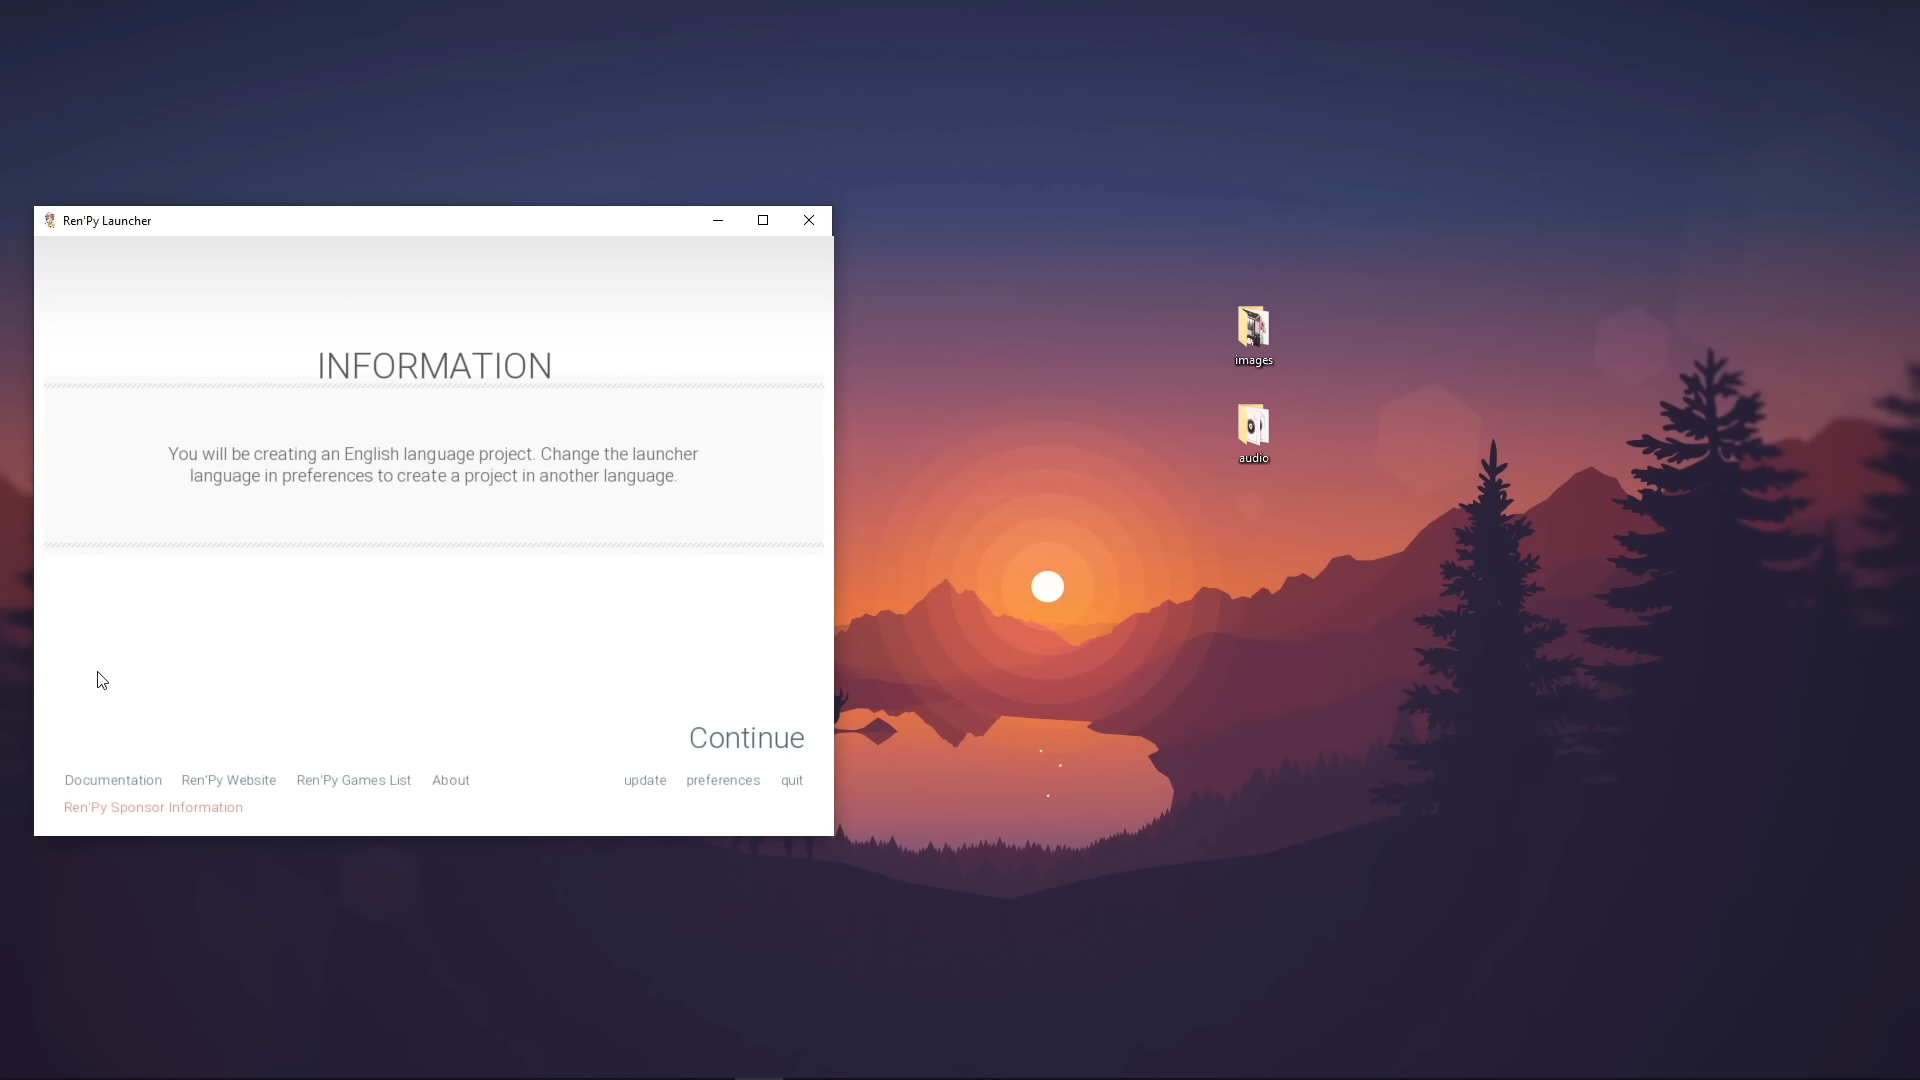 Ren'Py Launcher
INFORMATION
You will be creating an English language project. Change the launcher
language in preferences to create a project in another language.
Continue
Documentation Ren'Py Website Ren'Py Games List About update preferences quit
Ren'Py Sponsor Information
images
audio